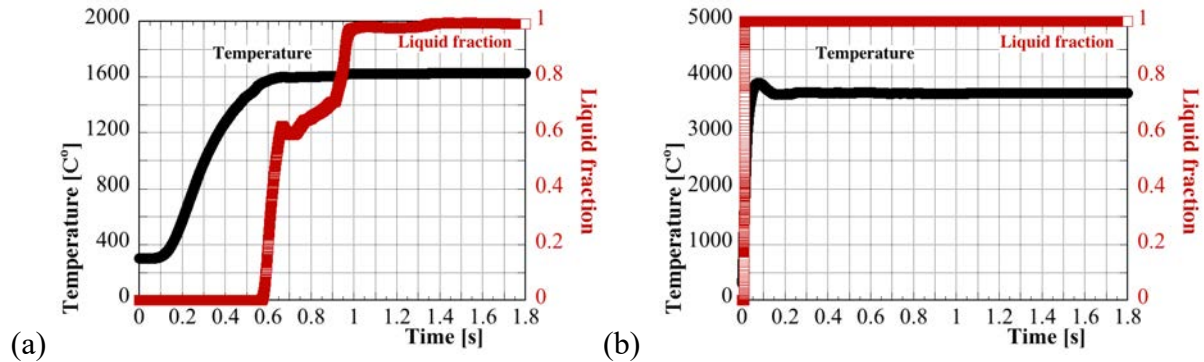 2000
1600
1200
800
400
0
Temperature [C°]
Temperature
Liquid fraction
1
0.8
0.6
0.4
0.2
0
Liquid fraction
0 0.2 0.4 0.6 0.8 1 1.2 1.4 1.6 1.8
Time [s]
(a)
5000
4000
3000
2000
1000
0
Temperature [C°]
Liquid fraction
Temperature
1
0.8
0.6
0.4
0.2
0
Liquid fraction
0 0.2 0.4 0.6 0.8 1 1.2 1.4 1.6 1.8
Time [s]
(b)